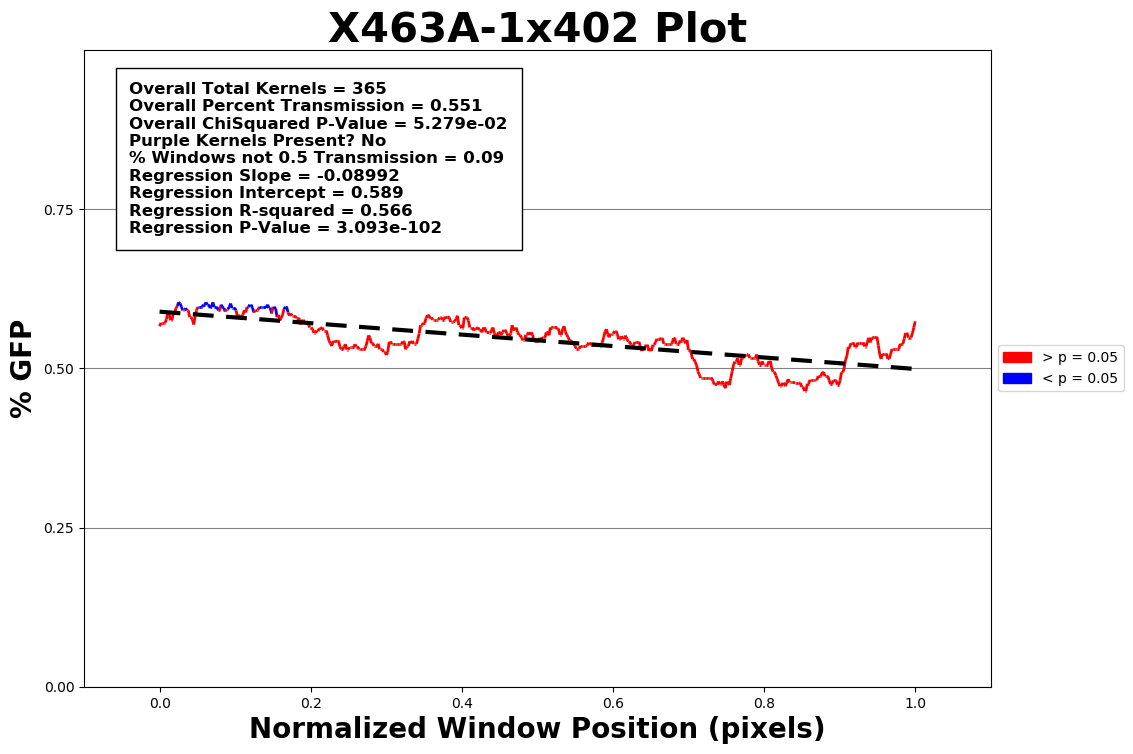 X463A-1x402 Plot
Overall Total Kernels = 365
Overall Percent Transmission = 0.551
Overall ChiSquared P-Value = 5.279e-02
Purple Kernels Present? No
% Windows not 0.5 Transmission = 0.09
Regression Slope = -0.08992
Regression Intercept = 0.589
Regression R-squared = 0.566
Regression P-Value = 3.093e-102
% GFP
0.75
0.50
0.25
0.00
> p = 0.05
< p = 0.05
0.0 0.2 0.4 0.6 0.8 1.0
Normalized Window Position (pixels)